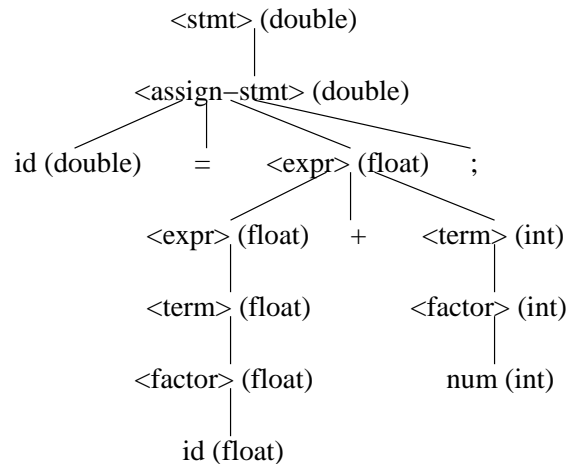 <stmt> (double)
<assign−stmt> (double)
id (double) = <expr> (float) ;
<expr> (float) + <term> (int)
<term> (float) <factor> (int)
<factor> (float) num (int)
id (float)